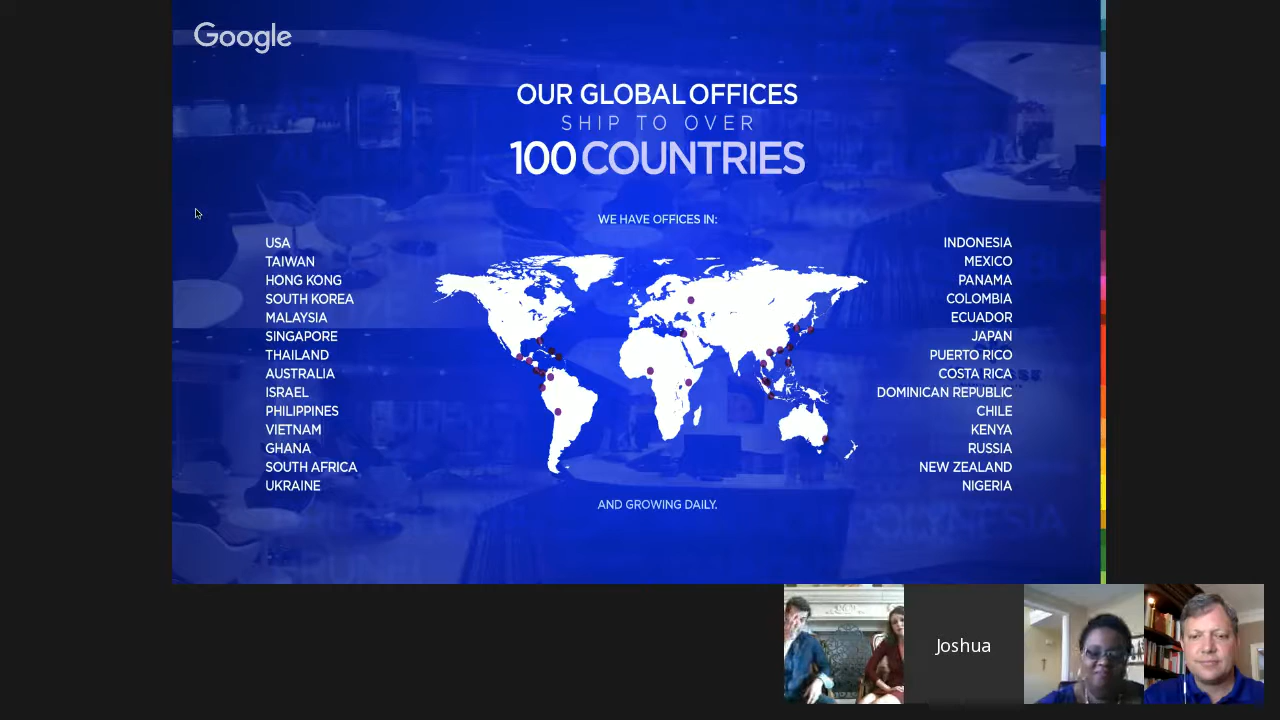 Google
OUR GLOBAL OFFICES
SHIP TO OVER
100 COUNTRIES
WE HAVE OFFICES IN:
USA
TAIWAN
HONG KONG
SOUTH KOREA
MALAYSIA
SINGAPORE
THAILAND
AUSTRALIA
ISRAEL
PHILIPPINES
VIETNAM
GHANA
SOUTH AFRICA
UKRAINE
INDONESIA
MEXICO
PANAMA
COLOMBIA
ECUADOR
JAPAN
PUERTO RICO
COSTA RICA
DOMINICAN REPUBLIC
CHILE
KENYA
RUSSIA
NEW ZEALAND
NIGERIA
AND GROWING DAILY.
Joshua